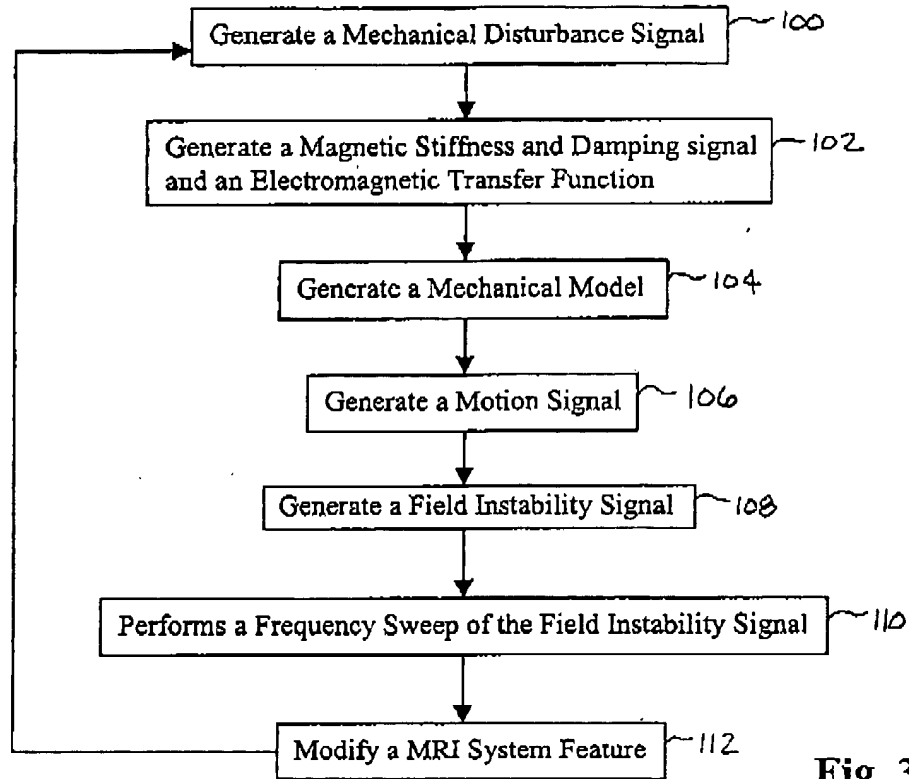 Generate a Mechanical Disturbance Signal
100
Generate a Magnetic Stiffness and Damping signal
and an Electromagnetic Transfer Function
102
Generate a Mechanical Model
104
Generate a Motion Signal
106
Generate a Field Instability Signal
108
Performs a Frequency Sweep of the Field Instability Signal
110
Modify a MRI System Feature
112
Fig. 3